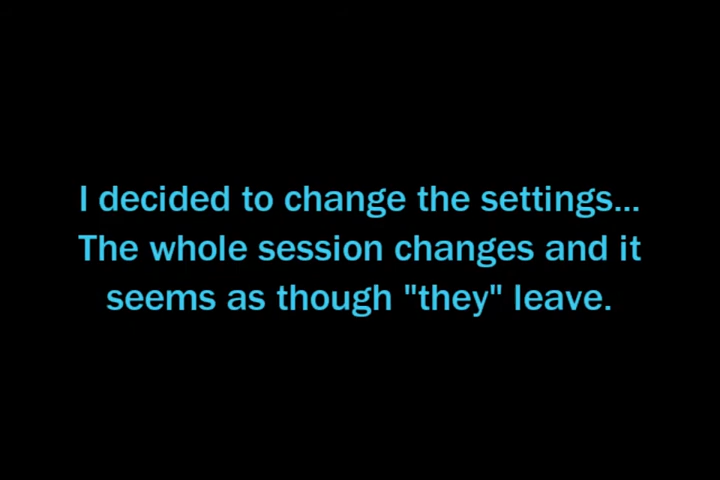 I decided to change the settings...
The whole session changes and it
seems as though "they" leave.